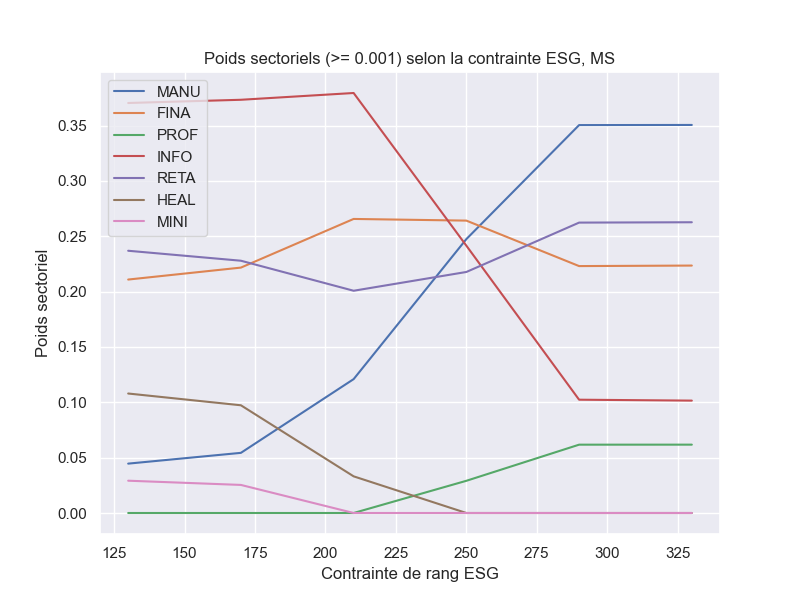 Poids sectoriels (>= 0.001) selon la contrainte ESG, MS
MANU
FINA
PROF
INFO
RETA
HEAL
MINI
Poids sectoriel
0.35
0.30
0.25
0.20
0.15
0.10
0.05
0.00
125 150 175 200 225 250 275 300 325
Contrainte de rang ESG